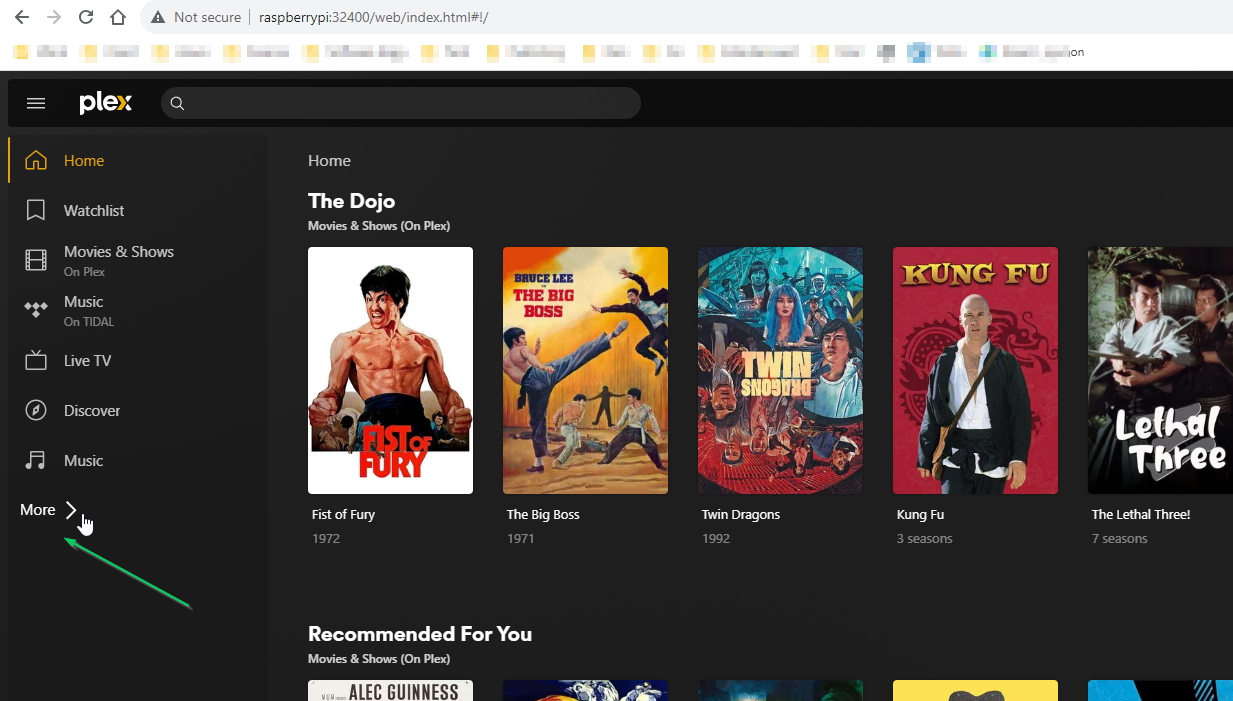 Not secure
raspberrypi:32400/web/index.html#!/
on
plex
Home
Watchlist
Movies & Shows
On Plex
Music
On TIDAL
Live TV
Discover
Music
More
Home
The Dojo
Movies & Shows (On Plex)
FIST OF
FURY
BRUCE LEE
THE BIG
BOSS
TWIN
DRAGONS
KUNG FU
Lethal
Three
Fist of Fury
The Big Boss
Twin Dragons
Kung Fu
The Lethal Three!
1972
1971
1992
3 seasons
7 seasons
Recommended For You
Movies & Shows (On Plex)
ALEC GUINNESS